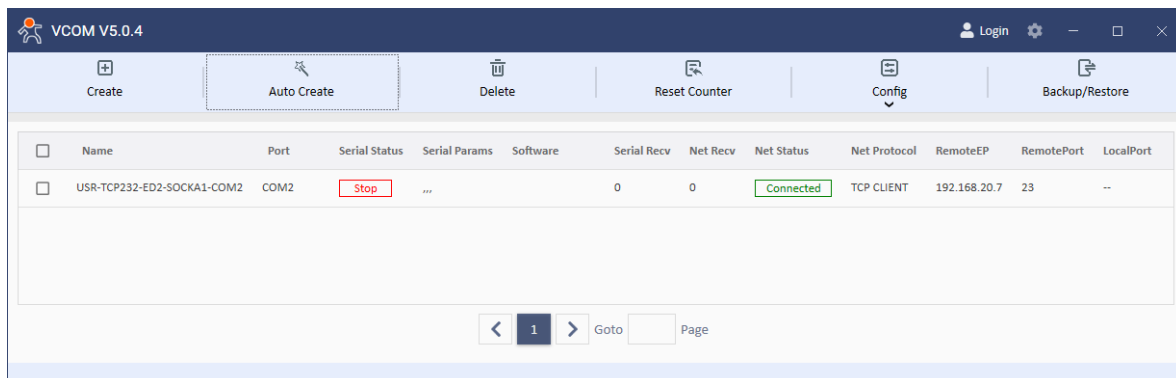 VCOM V5.0.4
Login
Create Auto Create Delete Reset Counter Config Backup/Restore
Name Port Serial Status Serial Params Software Serial Recv Net Recv Net Status Net Protocol RemoteEP RemotePort LocalPort
USR-TCP232-ED2-SOCKA1-COM2 COM2 Stop ,,, 0 0 Connected TCP CLIENT 192.168.20.7 23 --
1 Goto Page